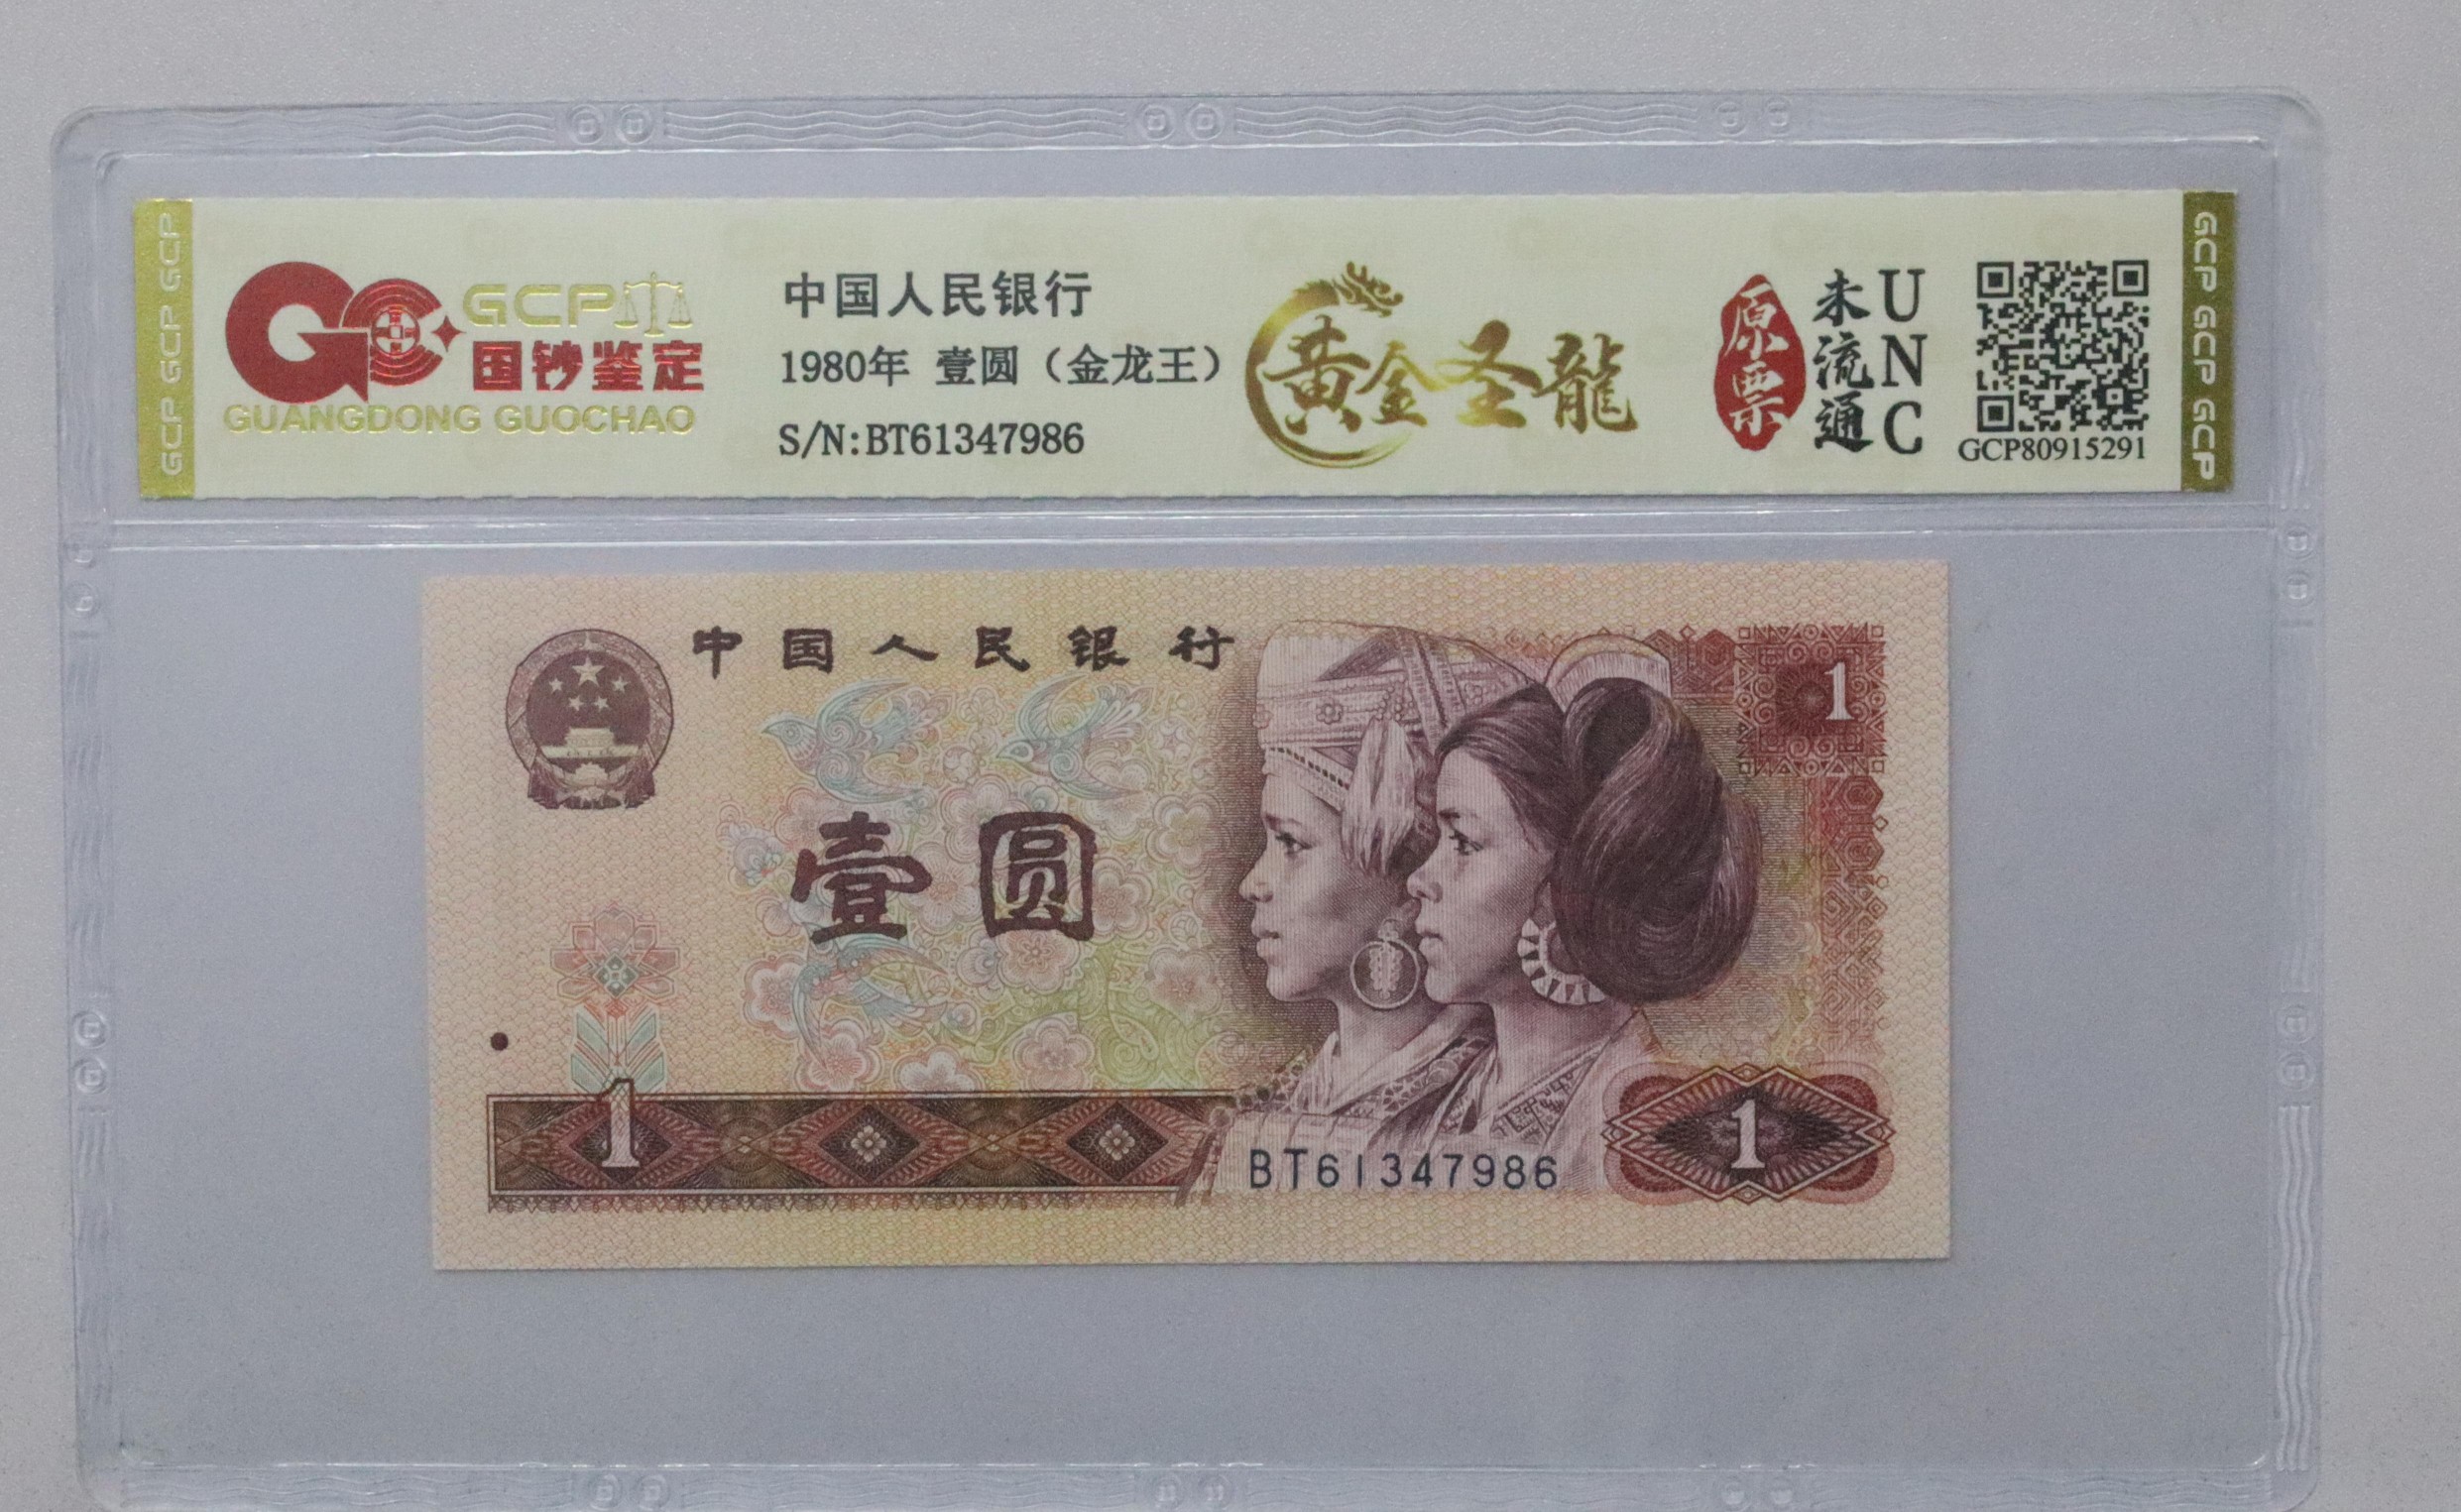 GCP GCP GCP
GCP
国钞鉴定
GUANGDONG GUOCHAO
中国人民银行
1980年 壹圆（金龙王）
S/N:BT61347986
黄金圣龍
原票
未流通
UNC
GCP80915291
GCP GCP GCP
中国人民银行
1
壹圆
1
BT61347986
1